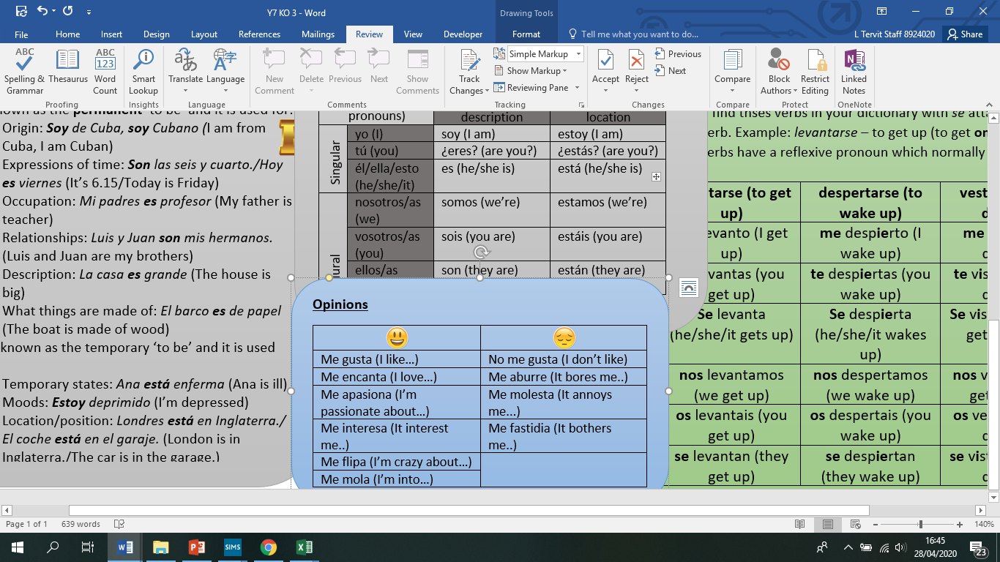 Y7 KO 3 - Word
Drawing Tools
File Home Insert Design Layout References Mailings Review View Developer Format Tell me what you want to do... L Tervit Staff 8924020 Share
Spelling & Grammar
Thesaurus
Word Count
Smart Lookup
Translate
Language
New Comment
Delete
Previous
Next
Show Comments
Track Changes
Simple Markup
Show Markup
Reviewing Pane
Accept
Reject
Previous
Next
Compare
Block Authors
Restrict Editing
Linked Notes
Proofing Insights Language Comments Tracking Changes Compare Protect OneNote
own as the permanent 'to be' and it is used for:
Origin: Soy de Cuba, soy Cubano (I am from
Cuba, I am Cuban)
Expressions of time: Son las seis y cuarto./Hoy
es viernes (It's 6.15/Today is Friday)
Occupation: Mi padres es profesor (My father is
teacher)
Relationships: Luis y Juan son mis hermanos.
(Luis and Juan are my brothers)
Description: La casa es grande (The house is
big)
What things are made of: El barco es de papel
(The boat is made of wood)
known as the temporary 'to be' and it is used
Temporary states: Ana está enferma (Ana is ill)
Moods: Estoy deprimido (I'm depressed)
Location/position: Londres está en Inglaterra./
El coche está en el garaje. (London is in
Inglaterra./The car is in the garage.)
pronouns) description location
Singular
yo (I) soy (I am) estoy (I am)
tú (you) ¿eres? (are you?) ¿estás? (are you?)
él/ella/esto (he/she/it) es (he/she is) está (he/she is)
ural
nosotros/as (we) somos (we're) estamos (we're)
vosotros/as (you) sois (you are) estáis (you are)
ellos/as son (they are) están (they are)
Opinions
Me gusta (I like…) No me gusta (I don't like)
Me encanta (I love…) Me aburre (It bores me..)
Me apasiona (I'm passionate about…) Me molesta (It annoys me...)
Me interesa (It interest me..) Me fastidia (It bothers me..)
Me flipa (I'm crazy about…)
Me mola (I'm into…)
find thses verbs in your dictionary with se atta
erb. Example: levantarse – to get up (to get on
erbs have a reflexive pronoun which normally
tarse (to get up) despertarse (to wake up) vest
evanto (I get up) me despierto (I wake up) me
vantas (you get up) te despiertas (you wake up) te vis
Se levanta (he/she/it gets up) Se despierta (he/she/it wakes up) Se vis get
nos levantamos (we get up) nos despertamos (we wake up) nos v get
os levantais (you get up) os despertais (you wake up) os ve
se levantan (they get up) se despiertan (they wake up) se vist
Page 1 of 1 639 words 140%
SIMS
16:45
28/04/2020
23